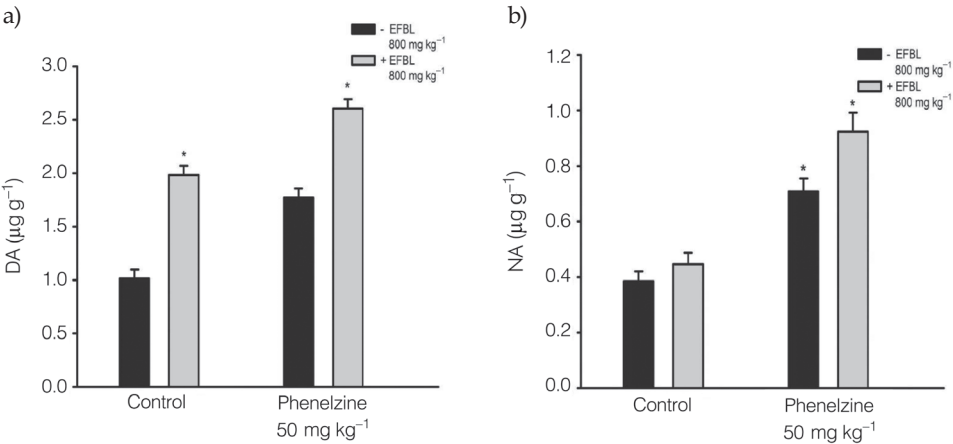 a)
- EFBL
800 mg kg⁻¹
+ EFBL
800 mg kg⁻¹
3.0
2.5
2.0
1.5
1.0
1.5
0.0
DA (µg g⁻¹)
*
*
Control
Phenelzine
50 mg kg⁻¹
b)
- EFBL
800 mg kg⁻¹
+ EFBL
800 mg kg⁻¹
1.2
1.0
0.8
0.6
0.4
0.2
0.0
NA (µg g⁻¹)
*
*
Control
Phenelzine
50 mg kg⁻¹